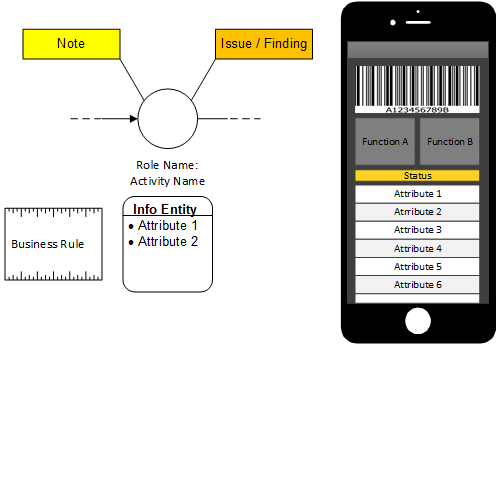 Note
Issue / Finding
Role Name:
Activity Name
Business Rule
Info Entity
• Attribute 1
• Attribute 2
A123456789B
Function A
Function B
Status
Attribute 1
Attribute 2
Attribute 3
Attribute 4
Attribute 5
Attribute 6